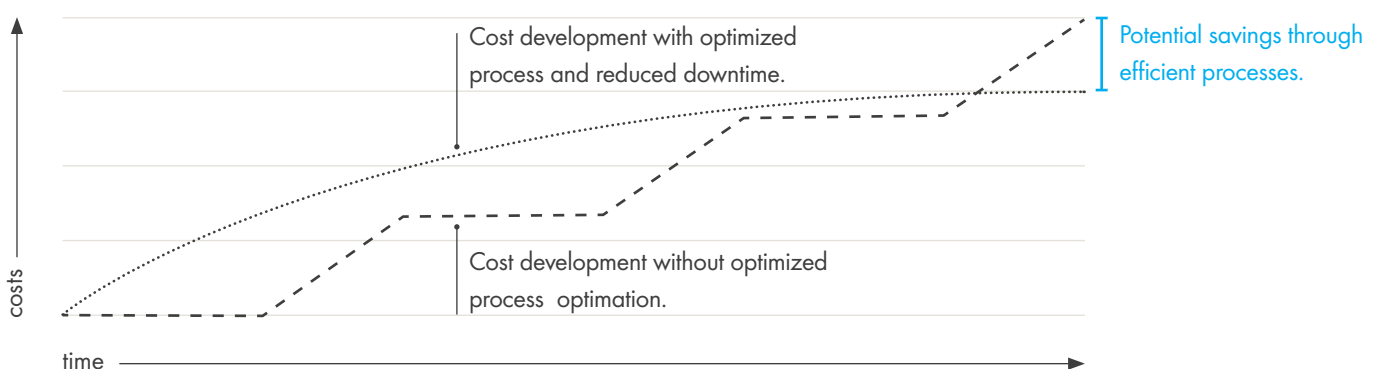 Cost development with optimized
process and reduced downtime.
Potential savings through
efficient processes.
Cost development without optimized
process optimation.
costs
time